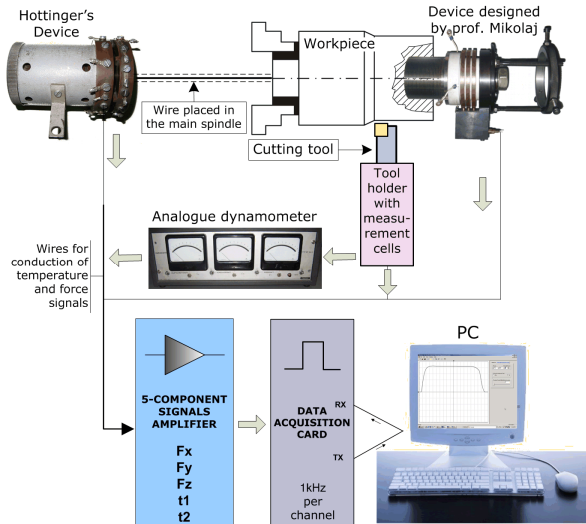 Hottinger's
Device
Device designed
by prof. Mikolaj
Workpiece
Wire placed in
the main spindle
Cutting tool
Tool
holder
with
measu-
rement
cells
Analogue dynamometer
Wires for
conduction of
temperature
and force
signals
PC
5-COMPONENT
SIGNALS
AMPLIFIER
Fx
Fy
Fz
t1
t2
DATA
ACQUISITION
CARD
RX
TX
1kHz
per
channel